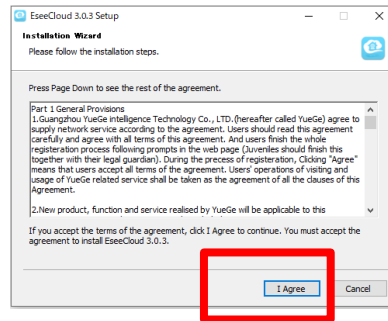 EseeCloud 3.0.3 Setup
Installation Wizard
Please follow the installation steps.
Press Page Down to see the rest of the agreement.
Part 1 General Provisions
1.Guangzhou YueGe intelligence Technology Co., LTD.(hereafter called YueGe) agree to
supply network service according to the agreement. Users should read this agreement
carefully and agree with all terms of this agreement. And users finish the whole
registration process following prompts in the web page (Juveniles should finish this
together with their legal guardian). During the precess of registration, Clicking "Agree"
means that users accept all terms of the agreement. Users' operations of visiting and
usage of YueGe related service shall be taken as the agreement of all the clauses of this
Agreement.
2.New product, function and service realised by YueGe will be applicable to this
If you accept the terms of the agreement, click I Agree to continue. You must accept the
agreement to install EseeCloud 3.0.3.
I Agree
Cancel